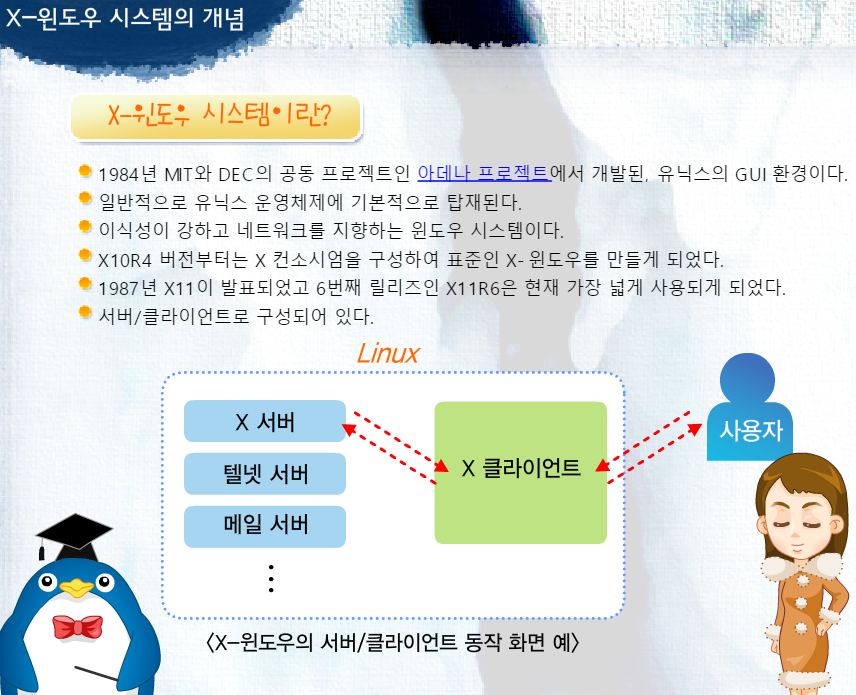 X-윈도우 시스템의 개념
X-윈도우 시스템이란?
1984년 MIT와 DEC의 공동 프로젝트인 아데나 프로젝트에서 개발된, 유닉스의 GUI 환경이다.
일반적으로 유닉스 운영체제에 기본적으로 탑재된다.
이식성이 강하고 네트워크를 지향하는 윈도우 시스템이다.
X10R4 버전부터는 X 컨소시엄을 구성하여 표준인 X- 윈도우를 만들게 되었다.
1987년 X11이 발표되었고 6번째 릴리즈인 X11R6은 현재 가장 넓게 사용되게 되었다.
서버/클라이언트로 구성되어 있다.
Linux
X 서버
텔넷 서버
메일 서버
X 클라이언트
사용자
<X-윈도우의 서버/클라이언트 동작 화면 예>